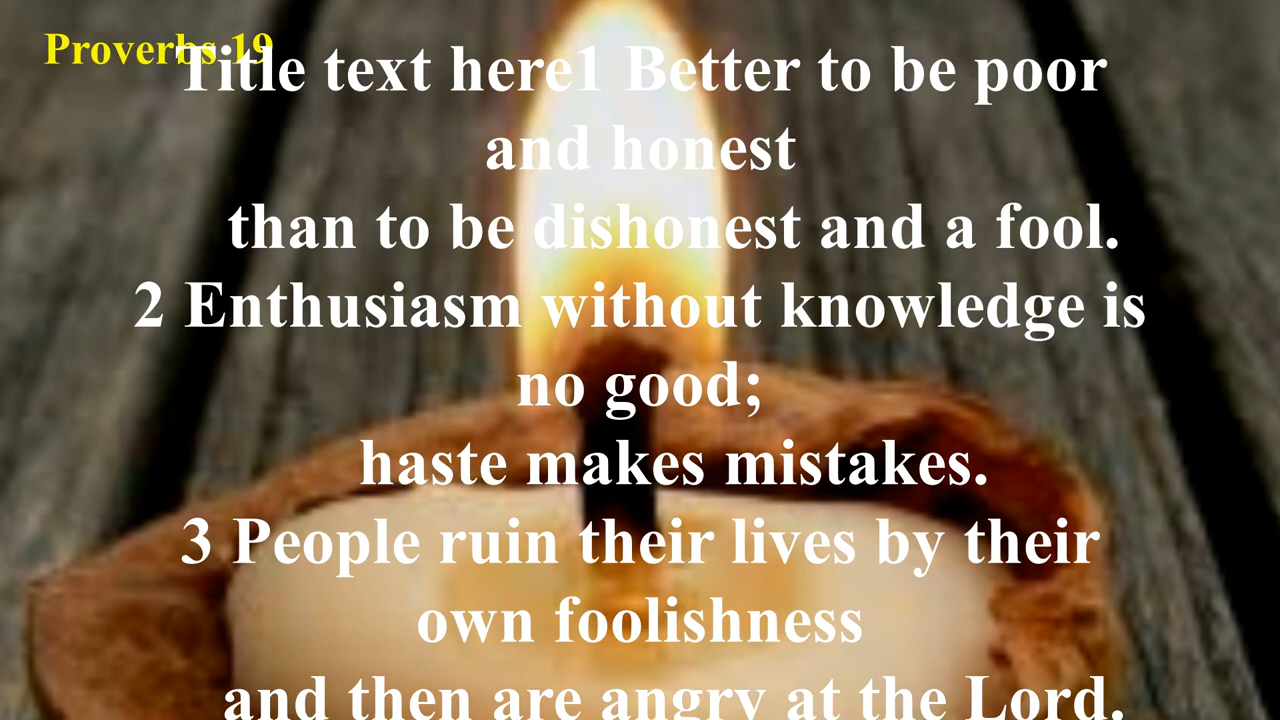 Proverbs 19
Title text here1 Better to be poor
and honest
than to be dishonest and a fool.
2 Enthusiasm without knowledge is
no good;
haste makes mistakes.
3 People ruin their lives by their
own foolishness
and then are angry at the Lord.